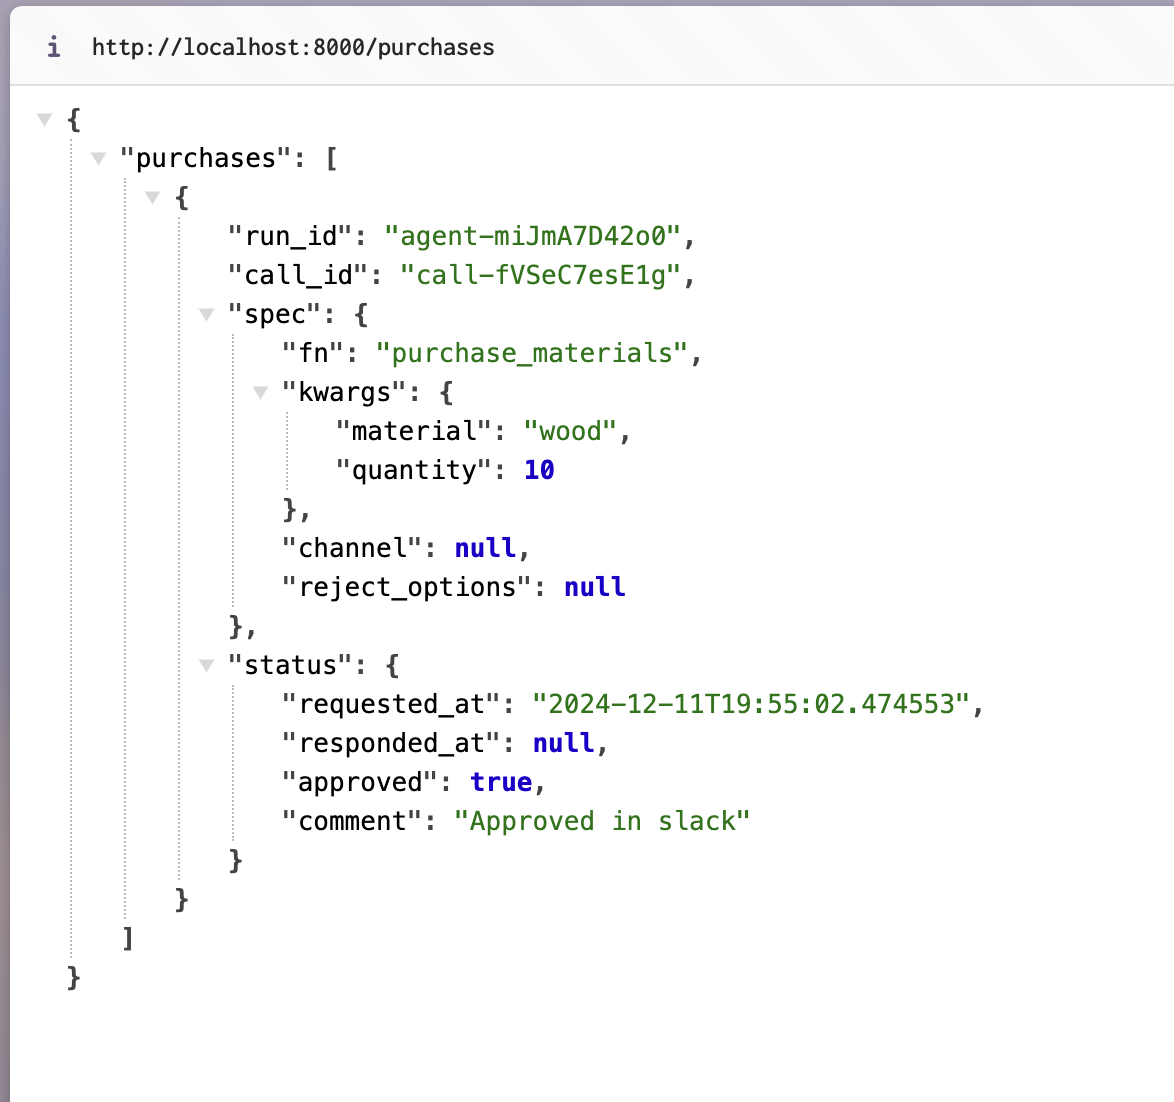 i http://localhost:8000/purchases
{
"purchases": [
{
"run_id": "agent-miJmA7D42o0",
"call_id": "call-fVSeC7esE1g",
"spec": {
"fn": "purchase_materials",
"kwargs": {
"material": "wood",
"quantity": 10
},
"channel": null,
"reject_options": null
},
"status": {
"requested_at": "2024-12-11T19:55:02.474553",
"responded_at": null,
"approved": true,
"comment": "Approved in slack"
}
}
]
}